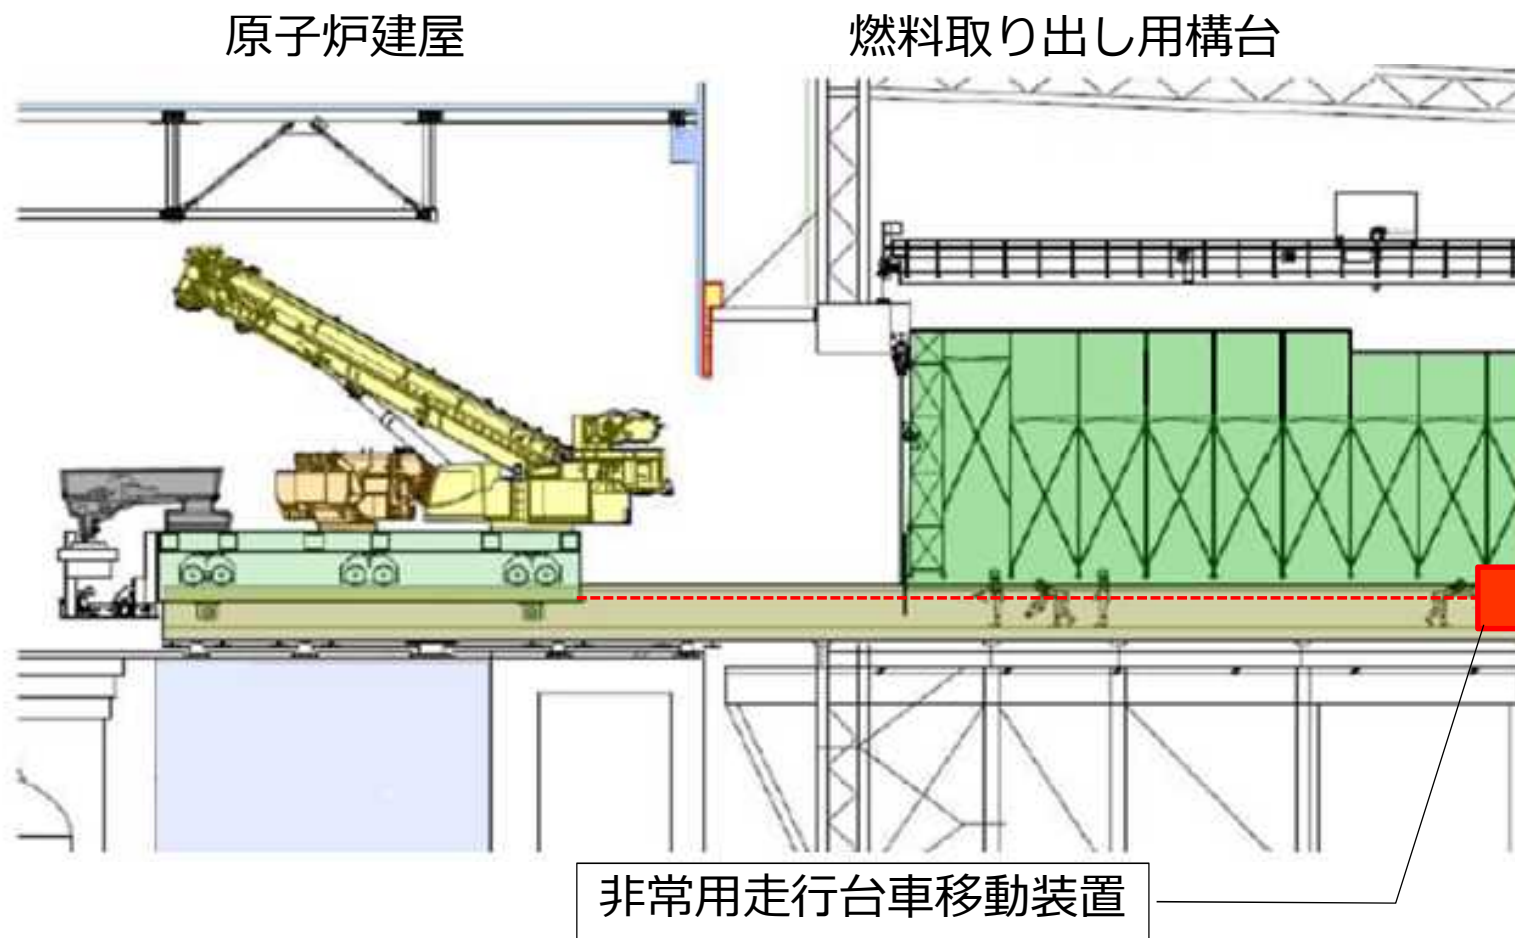 原子炉建屋
燃料取り出し用構台
非常用走行台車移動装置